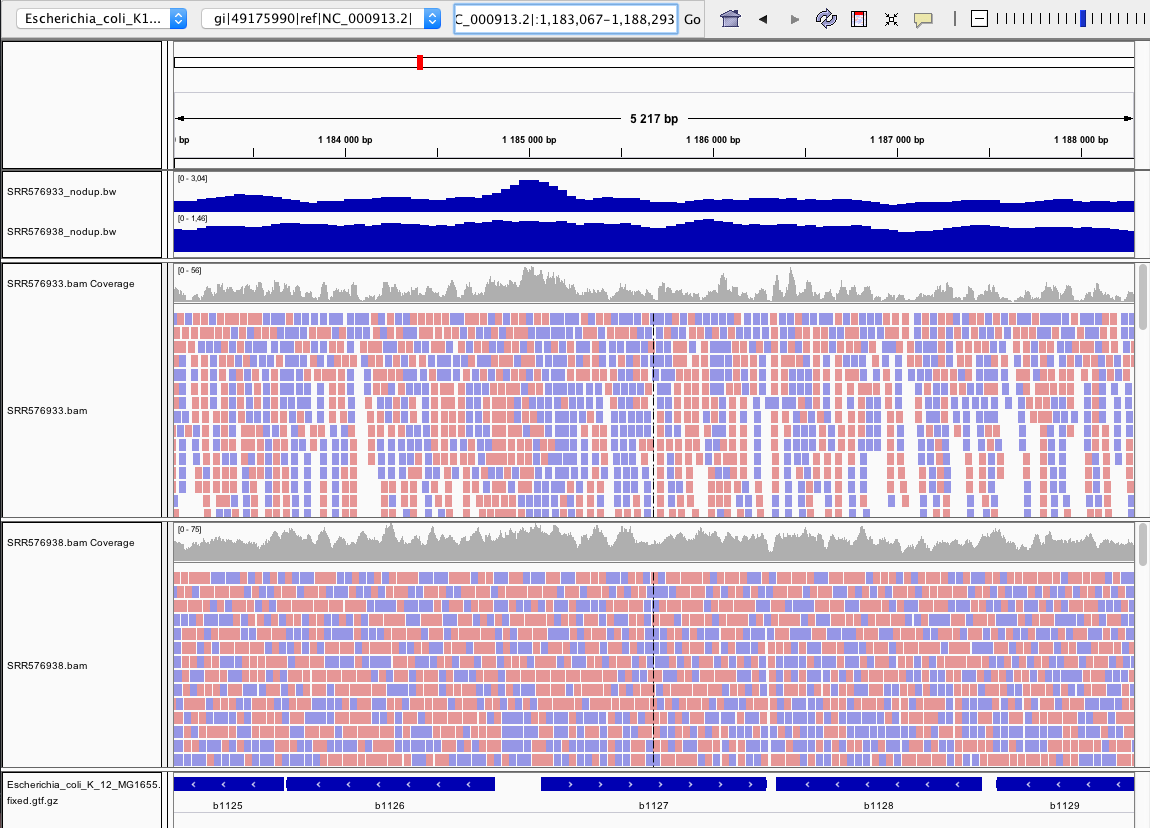 Escherichia_coli_K1... gi|49175990|ref|NC_000913.2| C_000913.2|:1,183,067-1,188,293 Go
5 217 bp
bp 1 184 000 bp 1 185 000 bp 1 186 000 bp 1 187 000 bp 1 188 000 bp
[0 - 3,04]
SRR576933_nodup.bw
[0 - 1,46]
SRR576938_nodup.bw
[0 - 56]
SRR576933.bam Coverage
SRR576933.bam
[0 - 75]
SRR576938.bam Coverage
SRR576938.bam
Escherichia_coli_K_12_MG1655.
fixed.gtf.gz
b1125 b1126 b1127 b1128 b1129